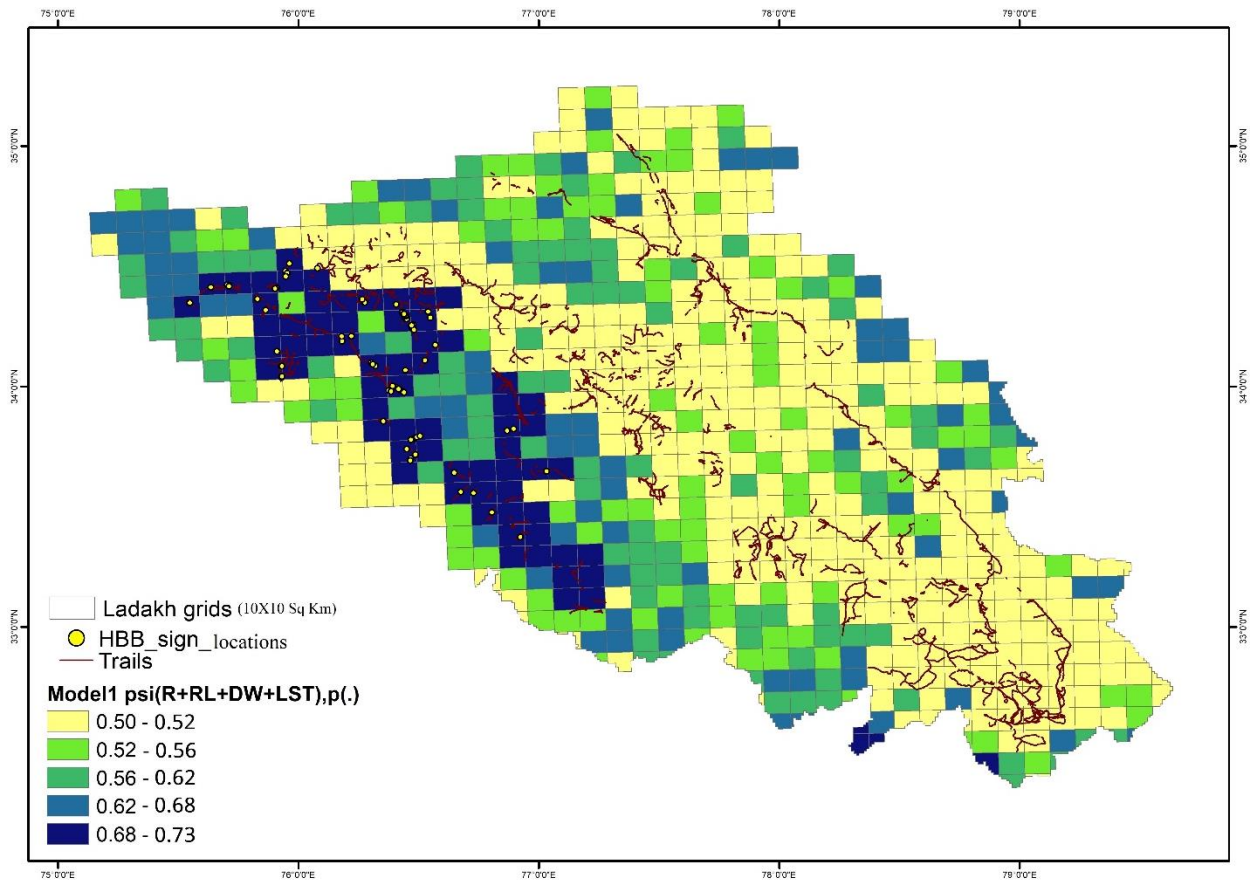 75°0'0"E 76°0'0"E 77°0'0"E 78°0'0"E 79°0'0"E
35°0'0"N 35°0'0"N
34°0'0"N 34°0'0"N
33°0'0"N 33°0'0"N
Ladakh grids (10X10 Sq Km)
HBB_sign_locations
Trails
Model1 psi(R+RL+DW+LST),p(.)
0.50 - 0.52
0.52 - 0.56
0.56 - 0.62
0.62 - 0.68
0.68 - 0.73
75°0'0"E 76°0'0"E 77°0'0"E 78°0'0"E 79°0'0"E